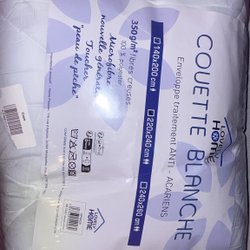 COUETTE BLANCHE
Enveloppe traitement ANTI - ACARIENS
140x200 cm
220x240 cm
240x260 cm
350g/m² fibres creuses
100% polyester
Microfibre
nouvelle génération
Toucher
"peau de pêche"
Home
Home